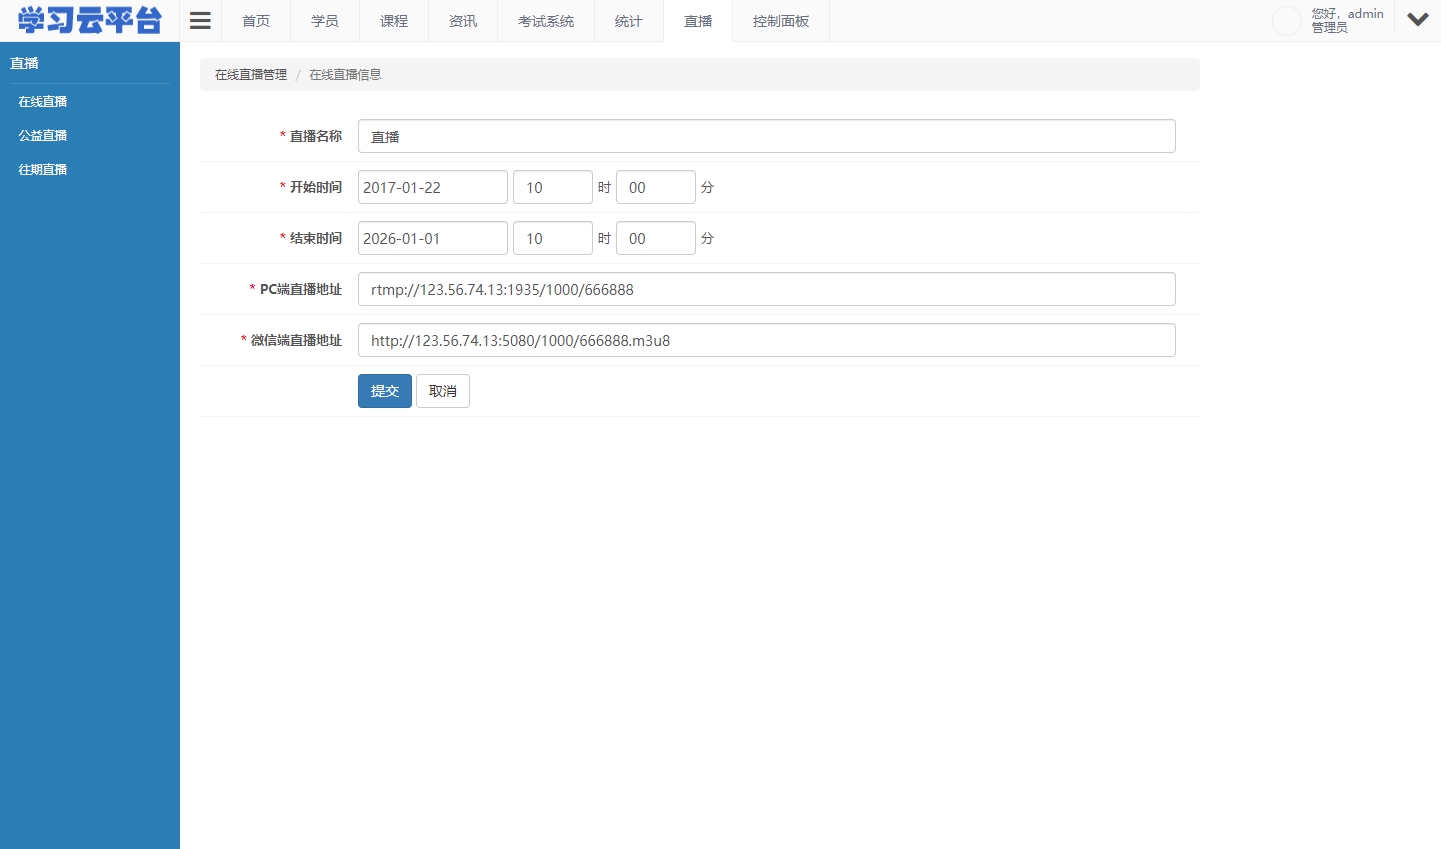 学习云平台
首页 学员 课程 资讯 考试系统 统计 直播 控制面板
您好，admin
管理员
直播
在线直播
公益直播
往期直播
在线直播管理 / 在线直播信息
* 直播名称 直播
* 开始时间 2017-01-22 10 时 00 分
* 结束时间 2026-01-01 10 时 00 分
* PC端直播地址 rtmp://123.56.74.13:1935/1000/666888
* 微信端直播地址 http://123.56.74.13:5080/1000/666888.m3u8
提交 取消